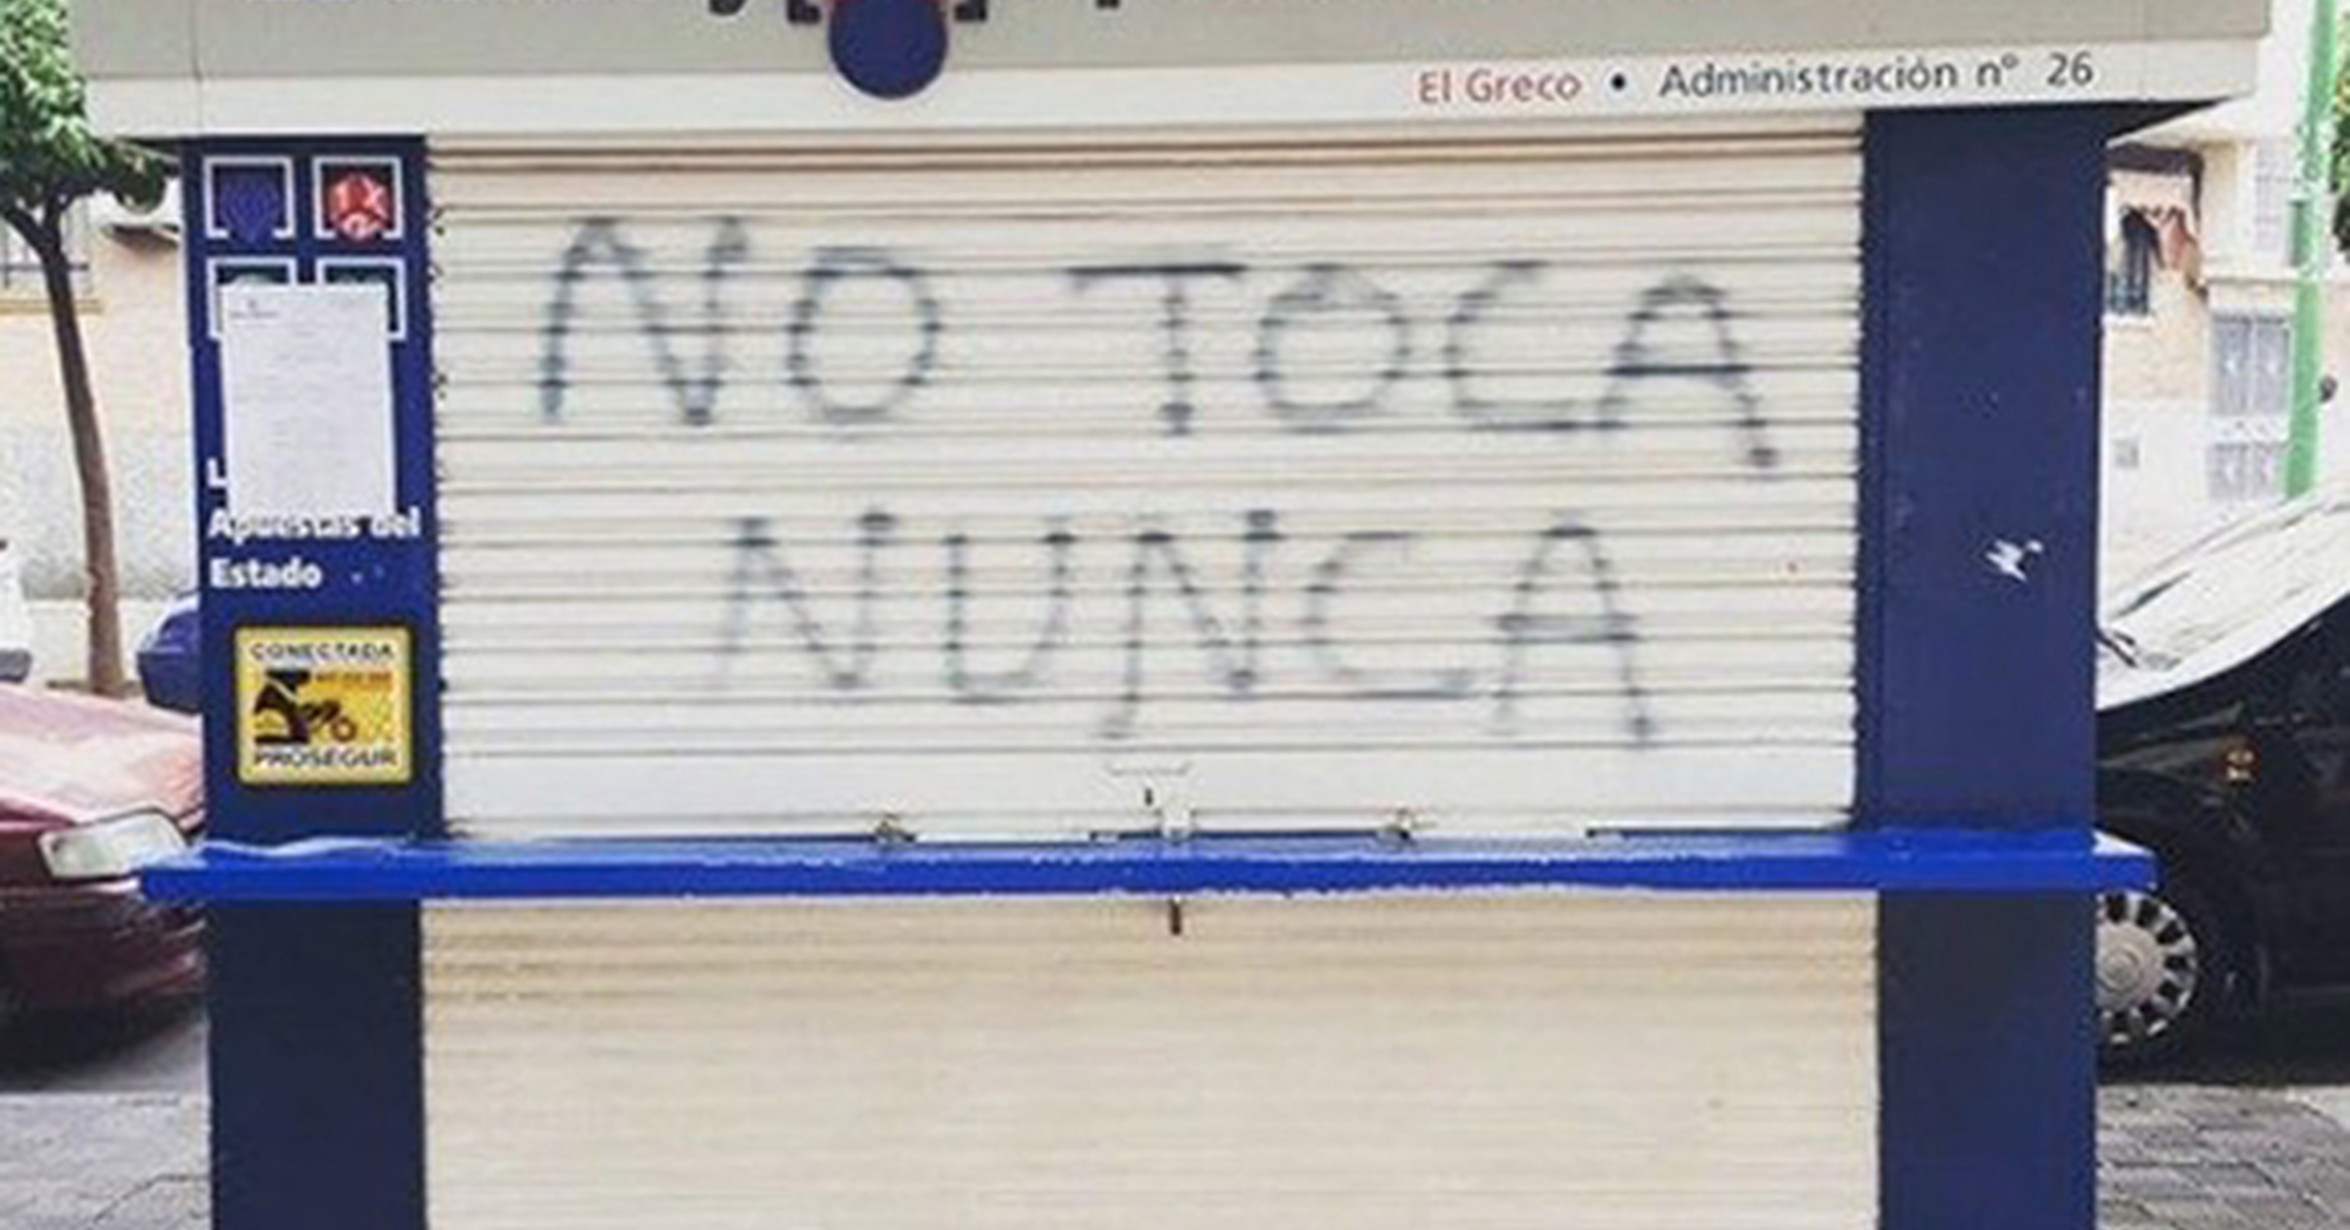 El Greco • Administración nº 26
NO TOCA
NUNCA
Apuestas del
Estado
CONECTADA
PROSEGUR